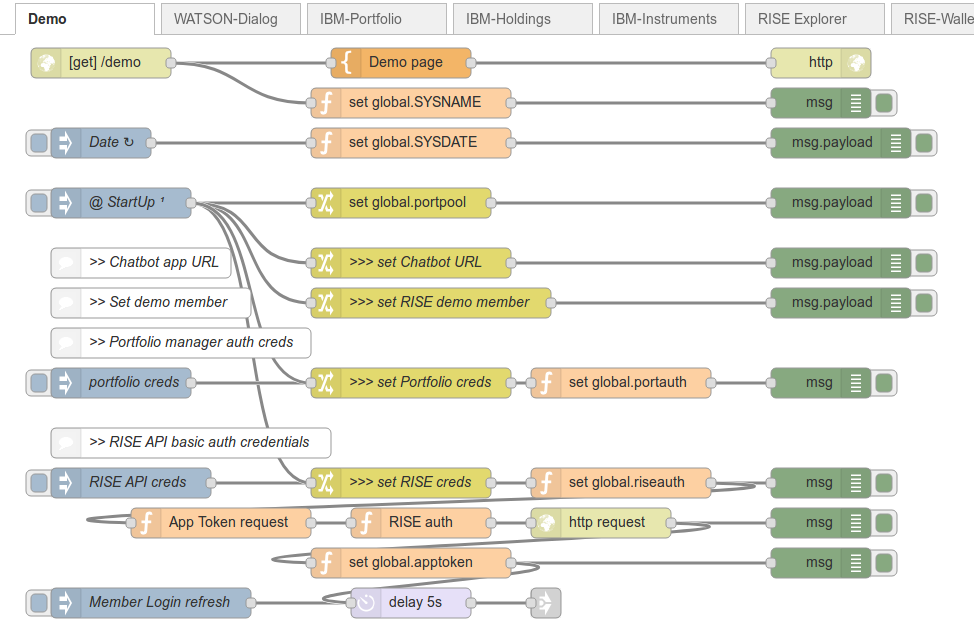 Demo WATSON-Dialog IBM-Portfolio IBM-Holdings IBM-Instruments RISE Explorer RISE-Walle
[get] /demo Demo page http
set global.SYSNAME msg
Date ↻ set global.SYSDATE msg.payload
@ StartUp ¹ set global.portpool msg.payload
>> Chatbot app URL >>> set Chatbot URL msg.payload
>> Set demo member >>> set RISE demo member msg.payload
>> Portfolio manager auth creds
portfolio creds >>> set Portfolio creds set global.portauth msg
>> RISE API basic auth credentials
RISE API creds >>> set RISE creds set global.riseauth msg
App Token request RISE auth http request msg
set global.apptoken msg
Member Login refresh delay 5s